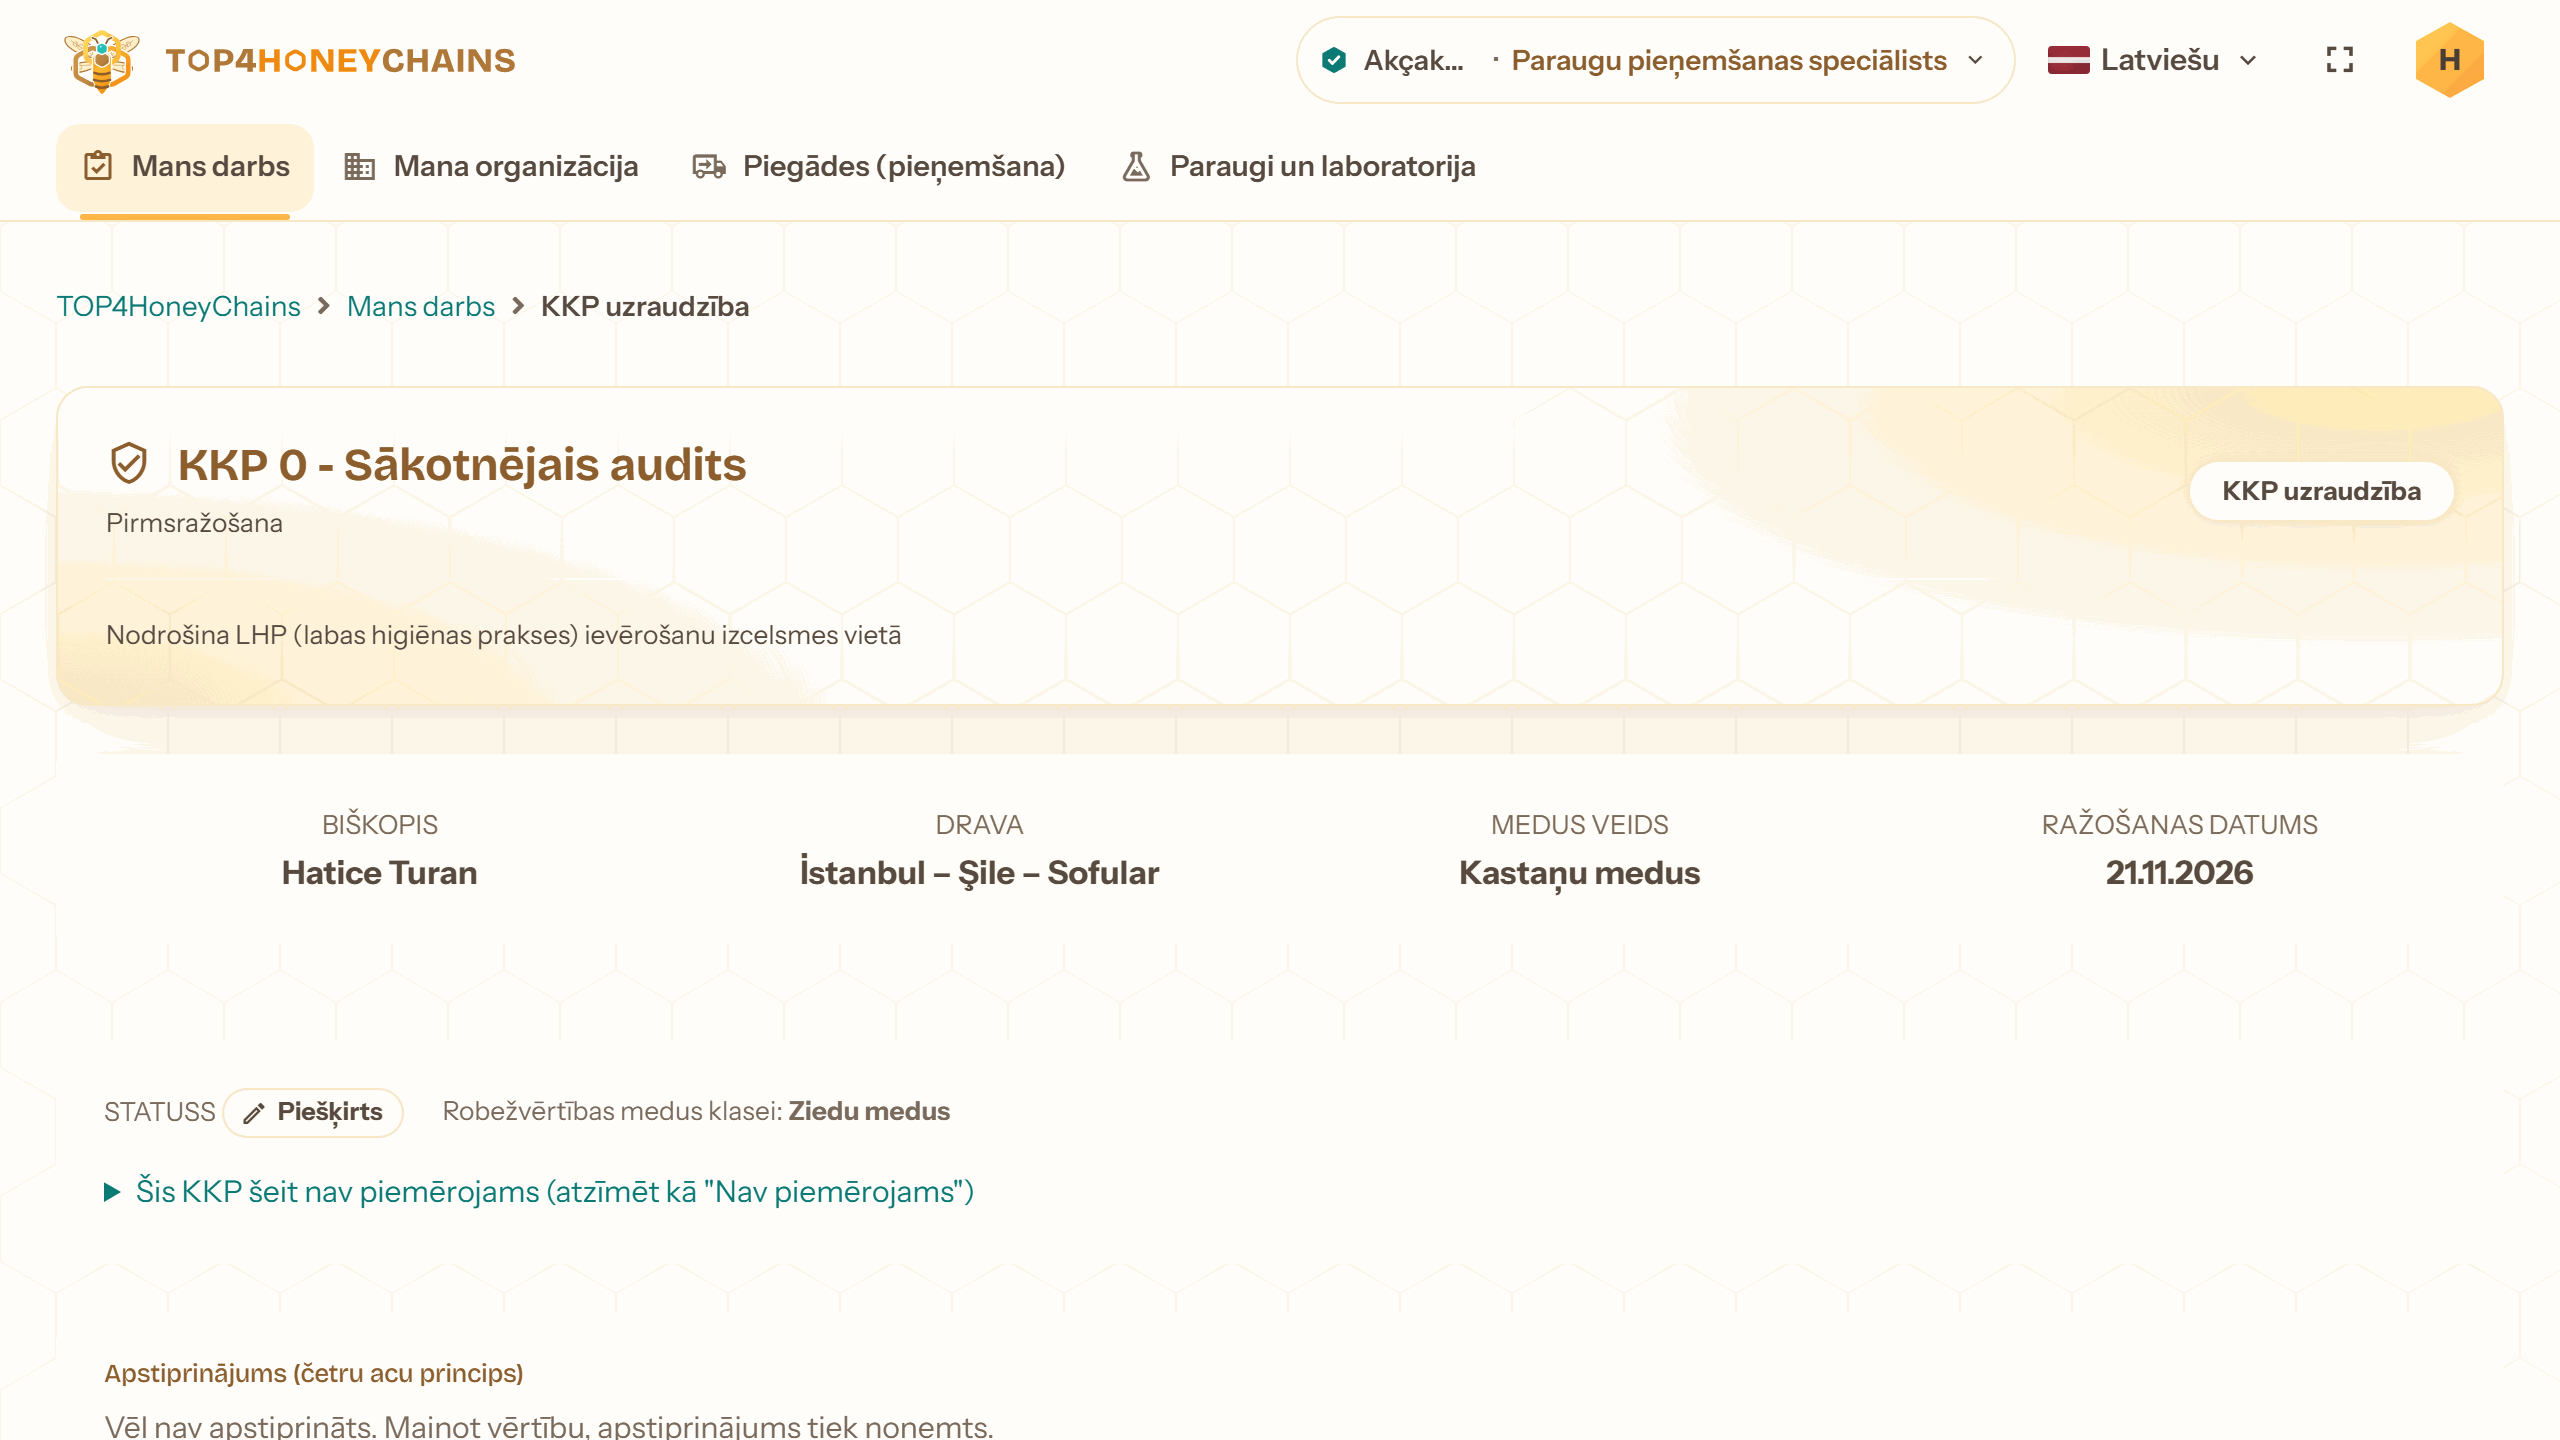 TOP4HONEYCHAINS
Akçak... · Paraugu pieņemšanas speciālists
Latviešu
H
Mans darbs
Mana organizācija
Piegādes (pieņemšana)
Paraugi un laboratorija
TOP4HoneyChains > Mans darbs > KKP uzraudzība
KKP 0 - Sākotnējais audits
Pirmsražošana
KKP uzraudzība
Nodrošina LHP (labas higiēnas prakses) ievērošanu izcelsmes vietā
BIŠKOPIS
Hatice Turan
DRAVA
İstanbul – Şile – Sofular
MEDUS VEIDS
Kastaņu medus
RAŽOŠANAS DATUMS
21.11.2026
STATUSS Piešķirts Robežvērtības medus klasei: Ziedu medus
Šis KKP šeit nav piemērojams (atzīmēt kā "Nav piemērojams")
Apstiprinājums (četru acu princips)
Vēl nav apstiprināts. Mainot vērtību, apstiprinājums tiek noņemts.